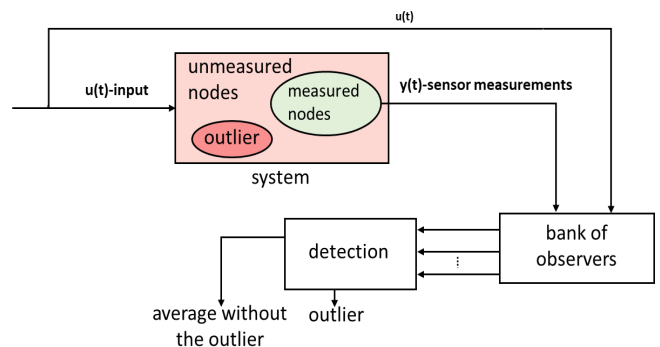 u(t)
u(t)-input
unmeasured
nodes
measured
nodes
outlier
y(t)-sensor measurements
system
bank of
observers
detection
average without
the outlier
outlier